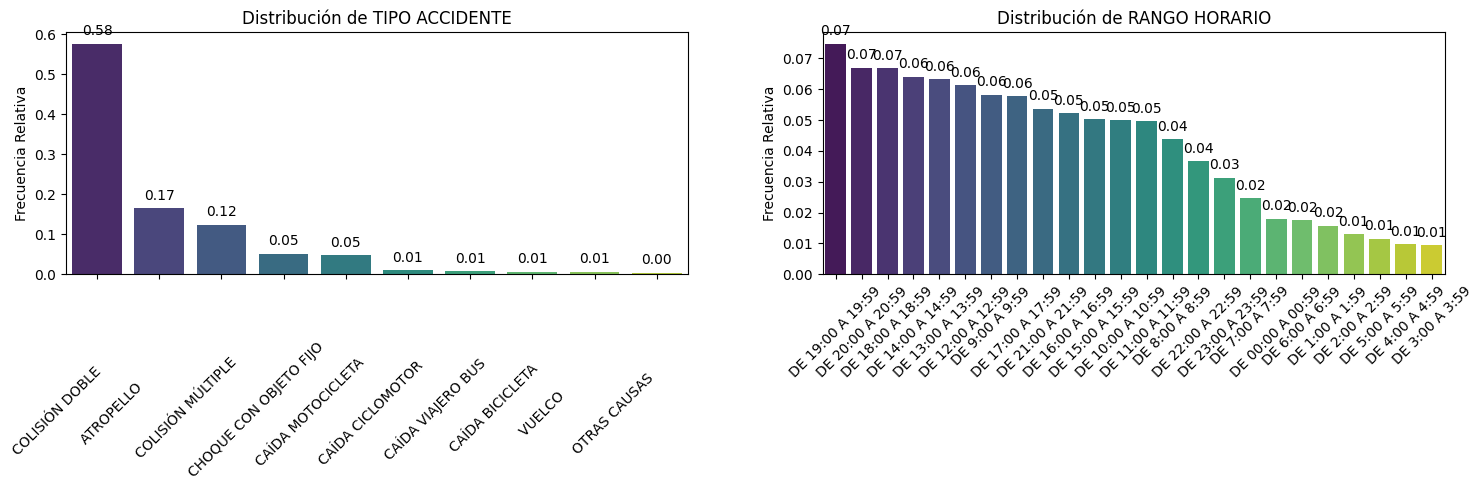 Distribución de TIPO ACCIDENTE
Frecuencia Relativa
0.6
0.5
0.4
0.3
0.2
0.1
0.0
0.58
0.17
0.12
0.05
0.05
0.01
0.01
0.01
0.01
0.00
COLISIÓN DOBLE
ATROPELLO
COLISIÓN MÚLTIPLE
CHOQUE CON OBJETO FIJO
CAÍDA MOTOCICLETA
CAÍDA CICLOMOTOR
CAÍDA VIAJERO BUS
CAÍDA BICICLETA
VUELCO
OTRAS CAUSAS
Distribución de RANGO HORARIO
Frecuencia Relativa
0.07
0.06
0.05
0.04
0.03
0.02
0.01
0.00
0.07
0.07
0.07
0.06
0.06
0.06
0.06
0.06
0.05
0.05
0.05
0.05
0.05
0.04
0.04
0.03
0.02
0.02
0.02
0.02
0.01
0.01
0.01
0.01
DE 19:00 A 19:59
DE 20:00 A 20:59
DE 18:00 A 18:59
DE 14:00 A 14:59
DE 13:00 A 13:59
DE 12:00 A 12:59
DE 9:00 A 9:59
DE 17:00 A 17:59
DE 21:00 A 21:59
DE 16:00 A 16:59
DE 15:00 A 15:59
DE 10:00 A 10:59
DE 11:00 A 11:59
DE 8:00 A 8:59
DE 22:00 A 22:59
DE 23:00 A 23:59
DE 7:00 A 7:59
DE 00:00 A 00:59
DE 6:00 A 6:59
DE 1:00 A 1:59
DE 2:00 A 2:59
DE 5:00 A 5:59
DE 4:00 A 4:59
DE 3:00 A 3:59